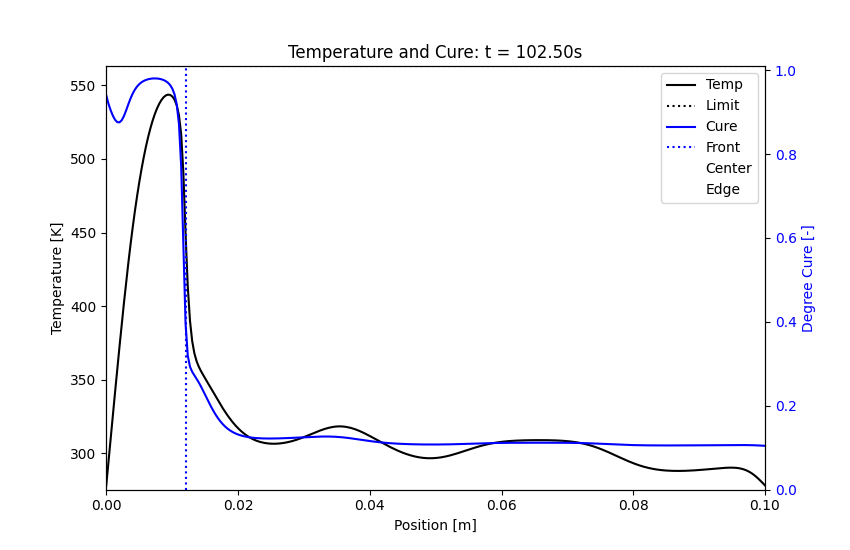 Temperature and Cure: t = 102.50s
Temp
Limit
Cure
Front
Center
Edge
550
500
450
400
350
300
Temperature [K]
1.0
0.8
0.6
0.4
0.2
0.0
Degree Cure [-]
0.00 0.02 0.04 0.06 0.08 0.10
Position [m]